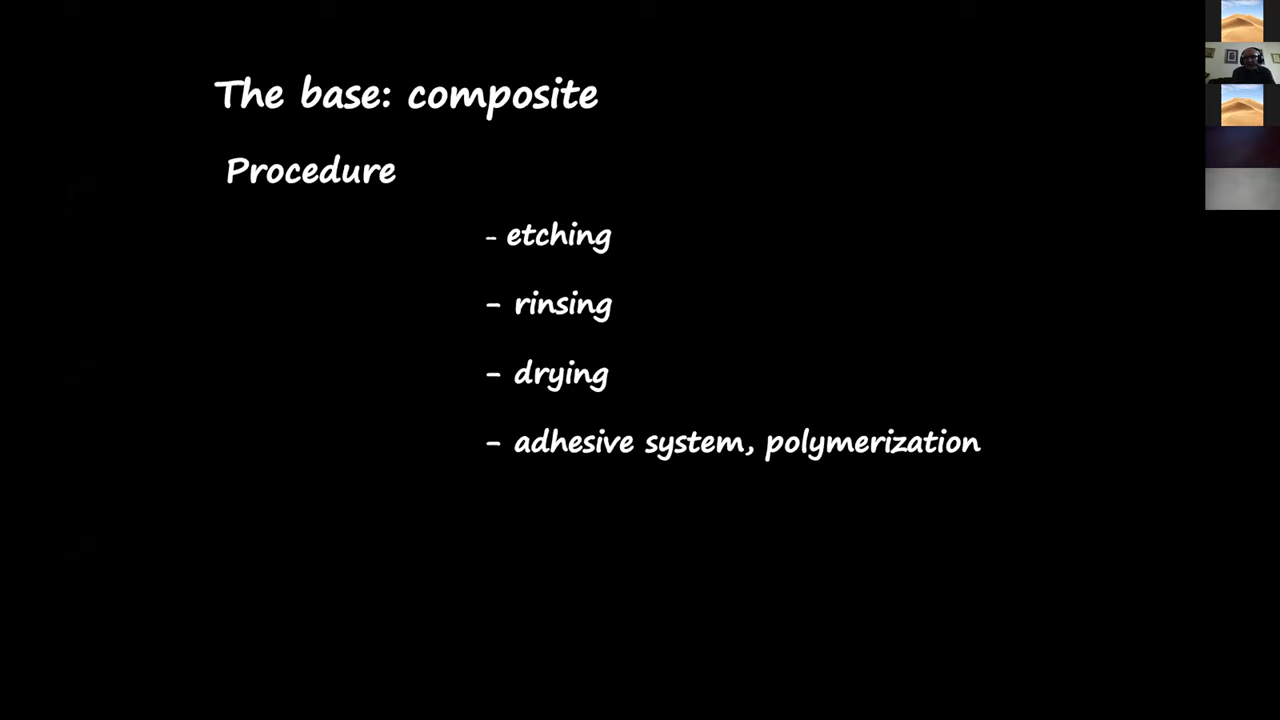 The base: composite
Procedure
- etching
- rinsing
- drying
- adhesive system, polymerization